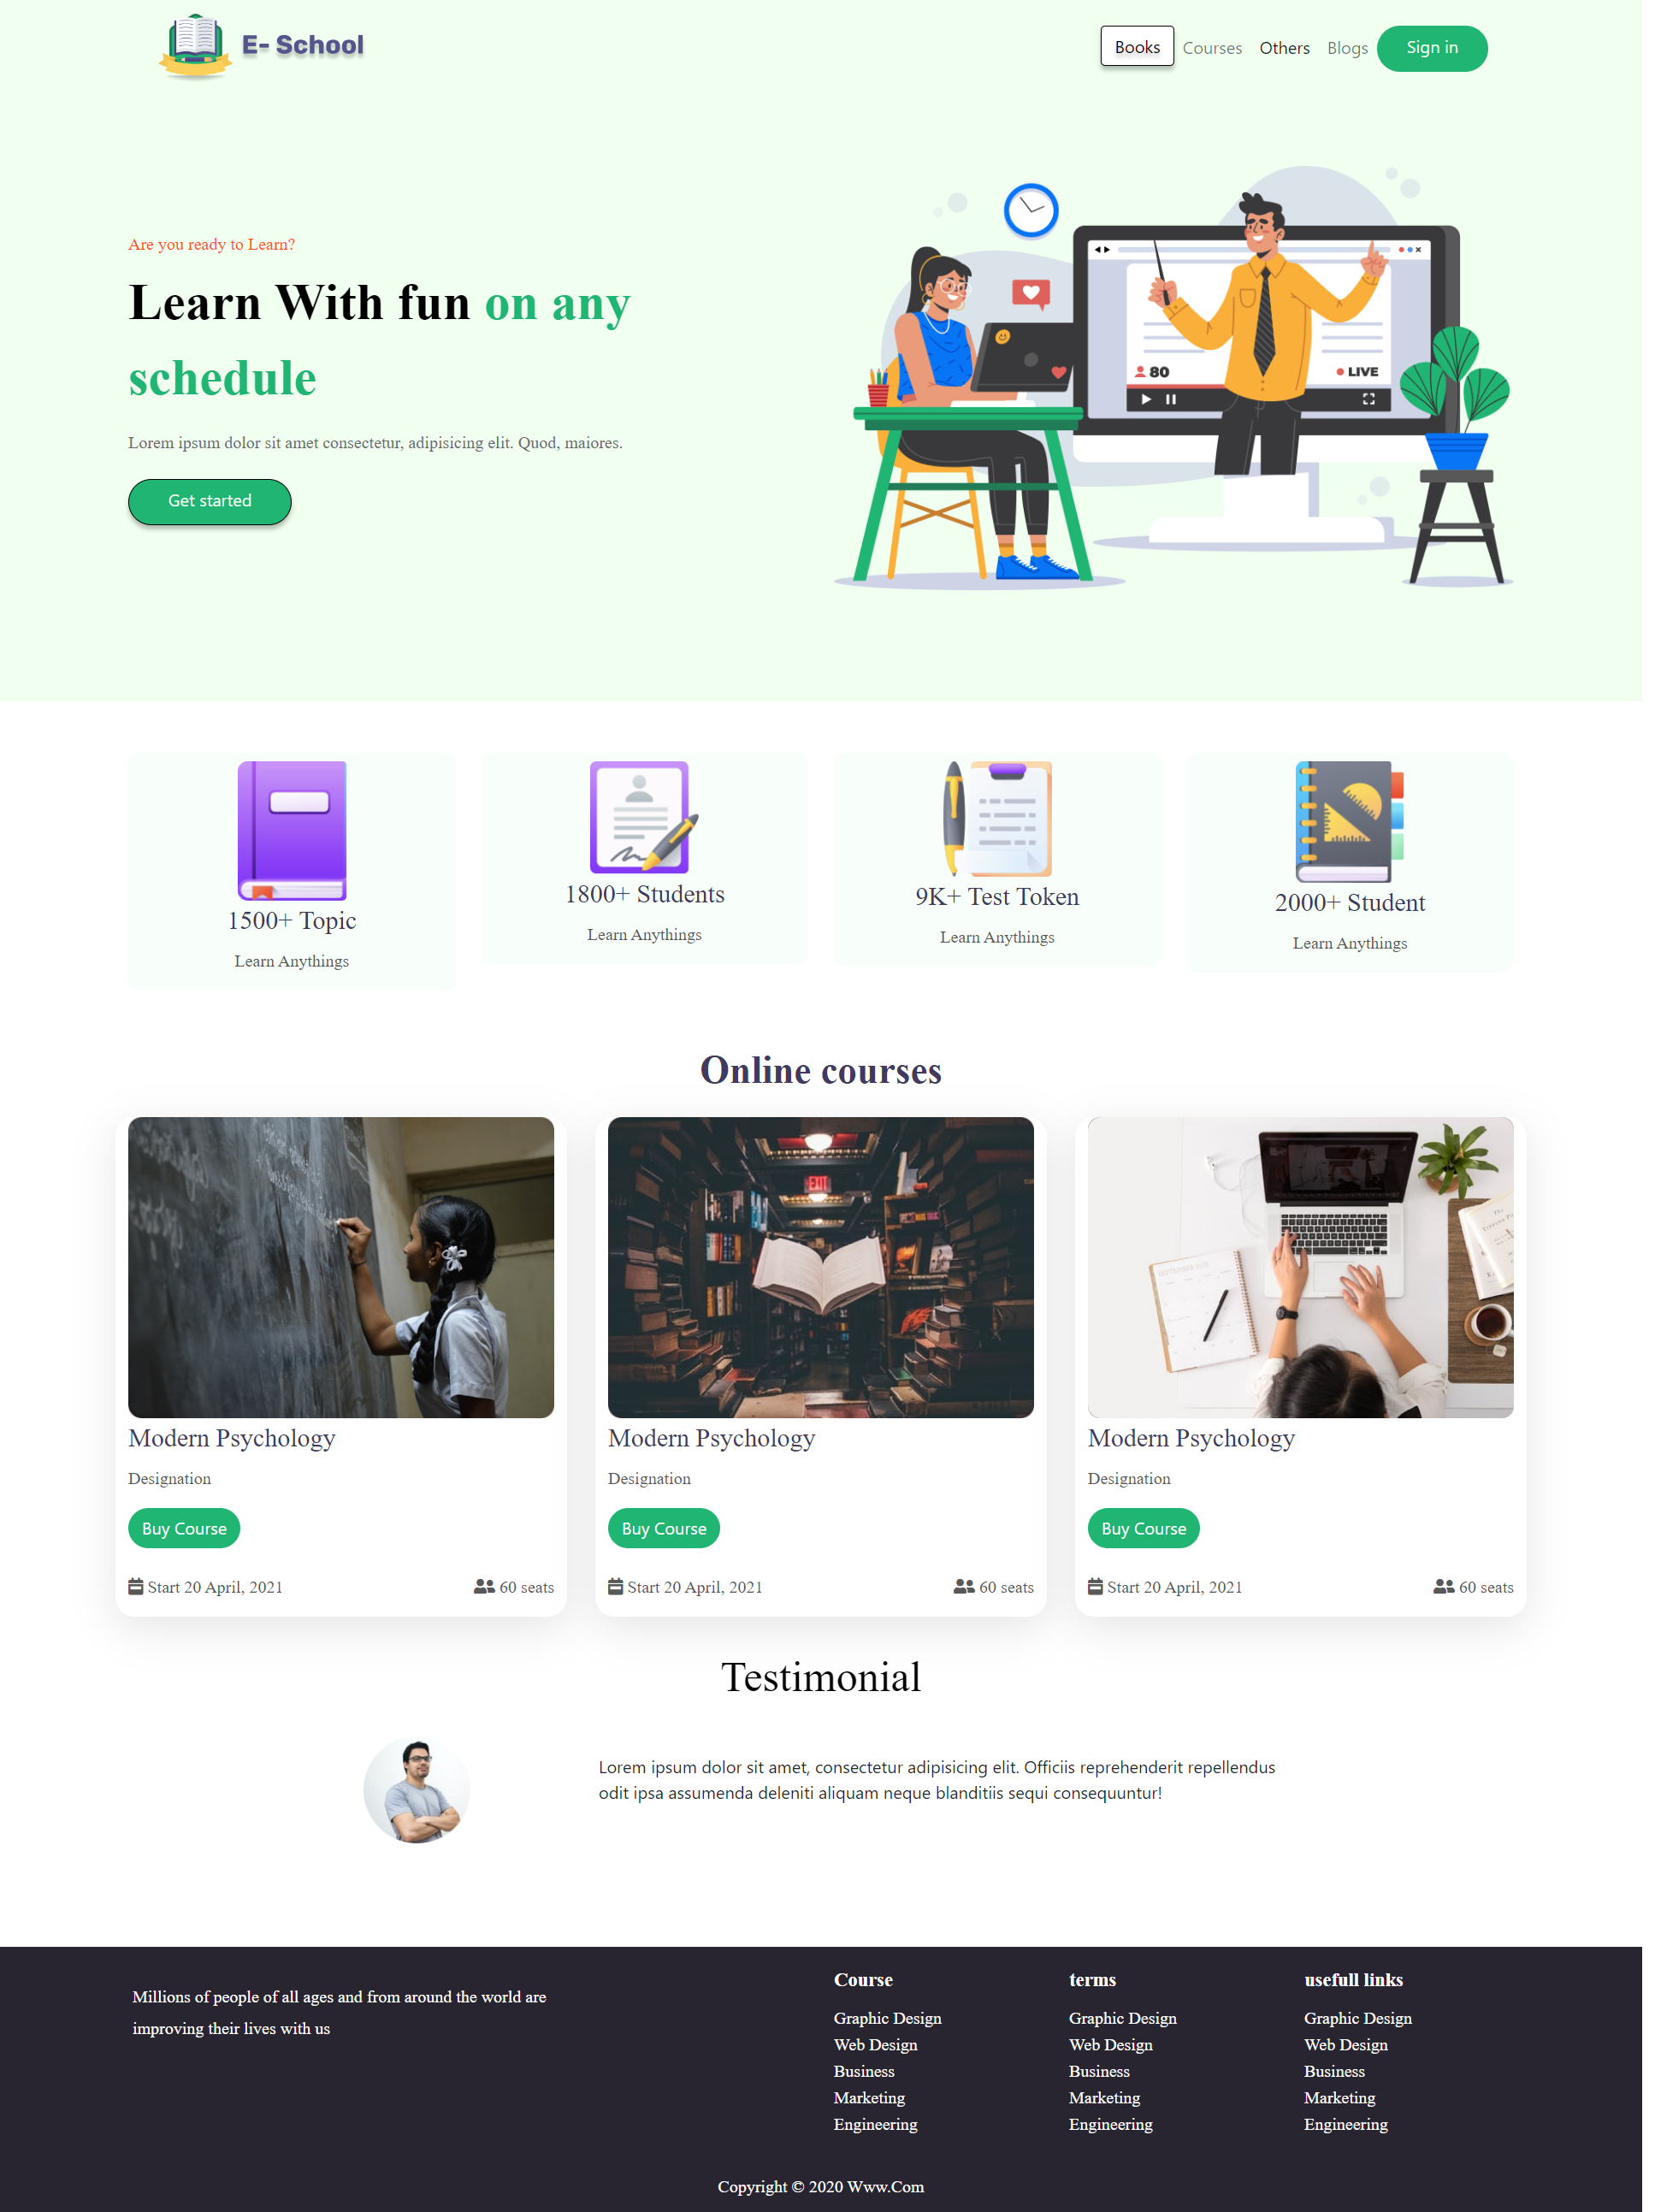 E- School
Books
Courses
Others
Blogs
Sign in
Are you ready to Learn?
Learn With fun on any
schedule
Lorem ipsum dolor sit amet consectetur, adipisicing elit. Quod, maiores.
Get started
80
LIVE
1500+ Topic
Learn Anythings
1800+ Students
Learn Anythings
9K+ Test Token
Learn Anythings
2000+ Student
Learn Anythings
Online courses
EXIT
Modern Psychology
Designation
Buy Course
Start 20 April, 2021
60 seats
Modern Psychology
Designation
Buy Course
Start 20 April, 2021
60 seats
Modern Psychology
Designation
Buy Course
Start 20 April, 2021
60 seats
Testimonial
Lorem ipsum dolor sit amet, consectetur adipisicing elit. Officiis reprehenderit repellendus
odit ipsa assumenda deleniti aliquam neque blanditiis sequi consequuntur!
Millions of people of all ages and from around the world are
improving their lives with us
Course
Graphic Design
Web Design
Business
Marketing
Engineering
terms
Graphic Design
Web Design
Business
Marketing
Engineering
usefull links
Graphic Design
Web Design
Business
Marketing
Engineering
Copyright © 2020 Www.Com